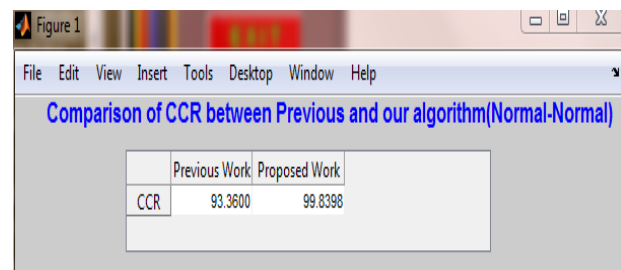 Figure 1
File Edit View Insert Tools Desktop Window Help
Comparison of CCR between Previous and our algorithm(Normal-Normal)
Previous Work Proposed Work
CCR 93.3600 99.8398